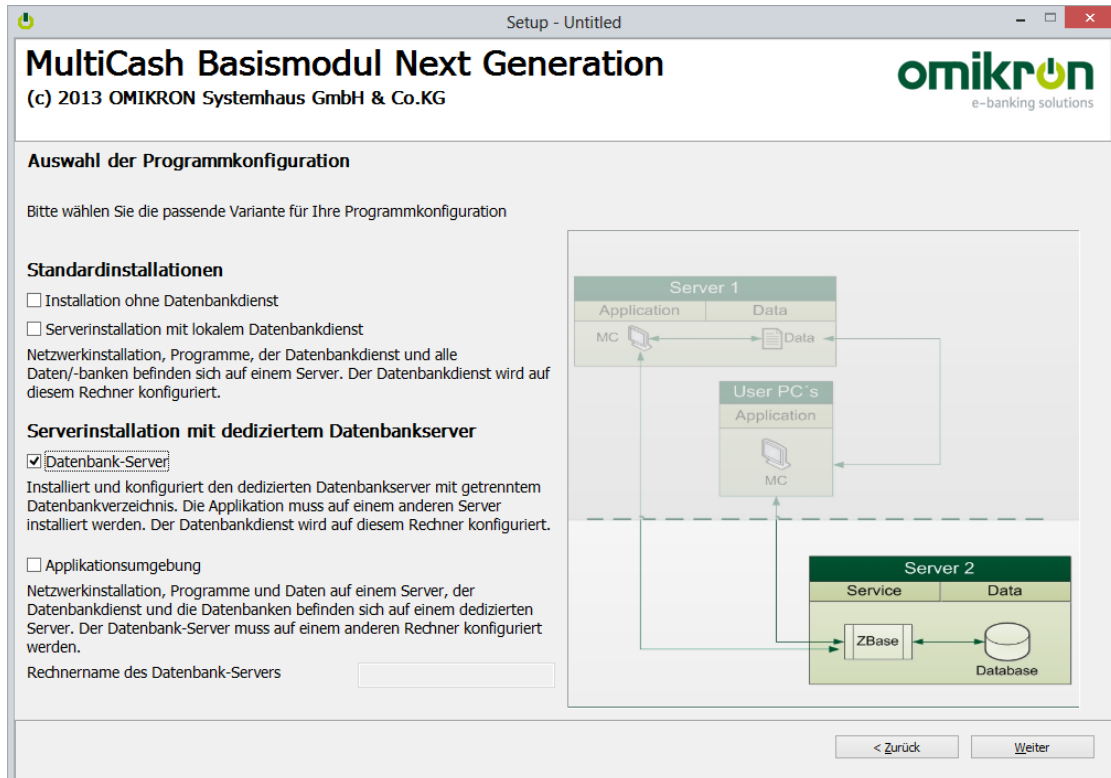 Setup - Untitled
MultiCash Basismodul Next Generation
(c) 2013 OMIKRON Systemhaus GmbH & Co.KG
omikron
e-banking solutions
Auswahl der Programmkonfiguration
Bitte wählen Sie die passende Variante für Ihre Programmkonfiguration
Standardinstallationen
Installation ohne Datenbankdienst
Serverinstallation mit lokalem Datenbankdienst
Netzwerkinstallation, Programme, der Datenbankdienst und alle
Daten/-banken befinden sich auf einem Server. Der Datenbankdienst wird auf
diesem Rechner konfiguriert.
Serverinstallation mit dediziertem Datenbankserver
Datenbank-Server
Installiert und konfiguriert den dedizierten Datenbankserver mit getrenntem
Datenbankverzeichnis. Die Applikation muss auf einem anderen Server
installiert werden. Der Datenbankdienst wird auf diesem Rechner konfiguriert.
Applikationsumgebung
Netzwerkinstallation, Programme und Daten auf einem Server, der
Datenbankdienst und die Datenbanken befinden sich auf einem dedizierten
Server. Der Datenbank-Server muss auf einem anderen Rechner konfiguriert
werden.
Rechnername des Datenbank-Servers
Server 1
Application Data
MC Data
User PC´s
Application
MC
Server 2
Service Data
ZBase
Database
< Zurück Weiter